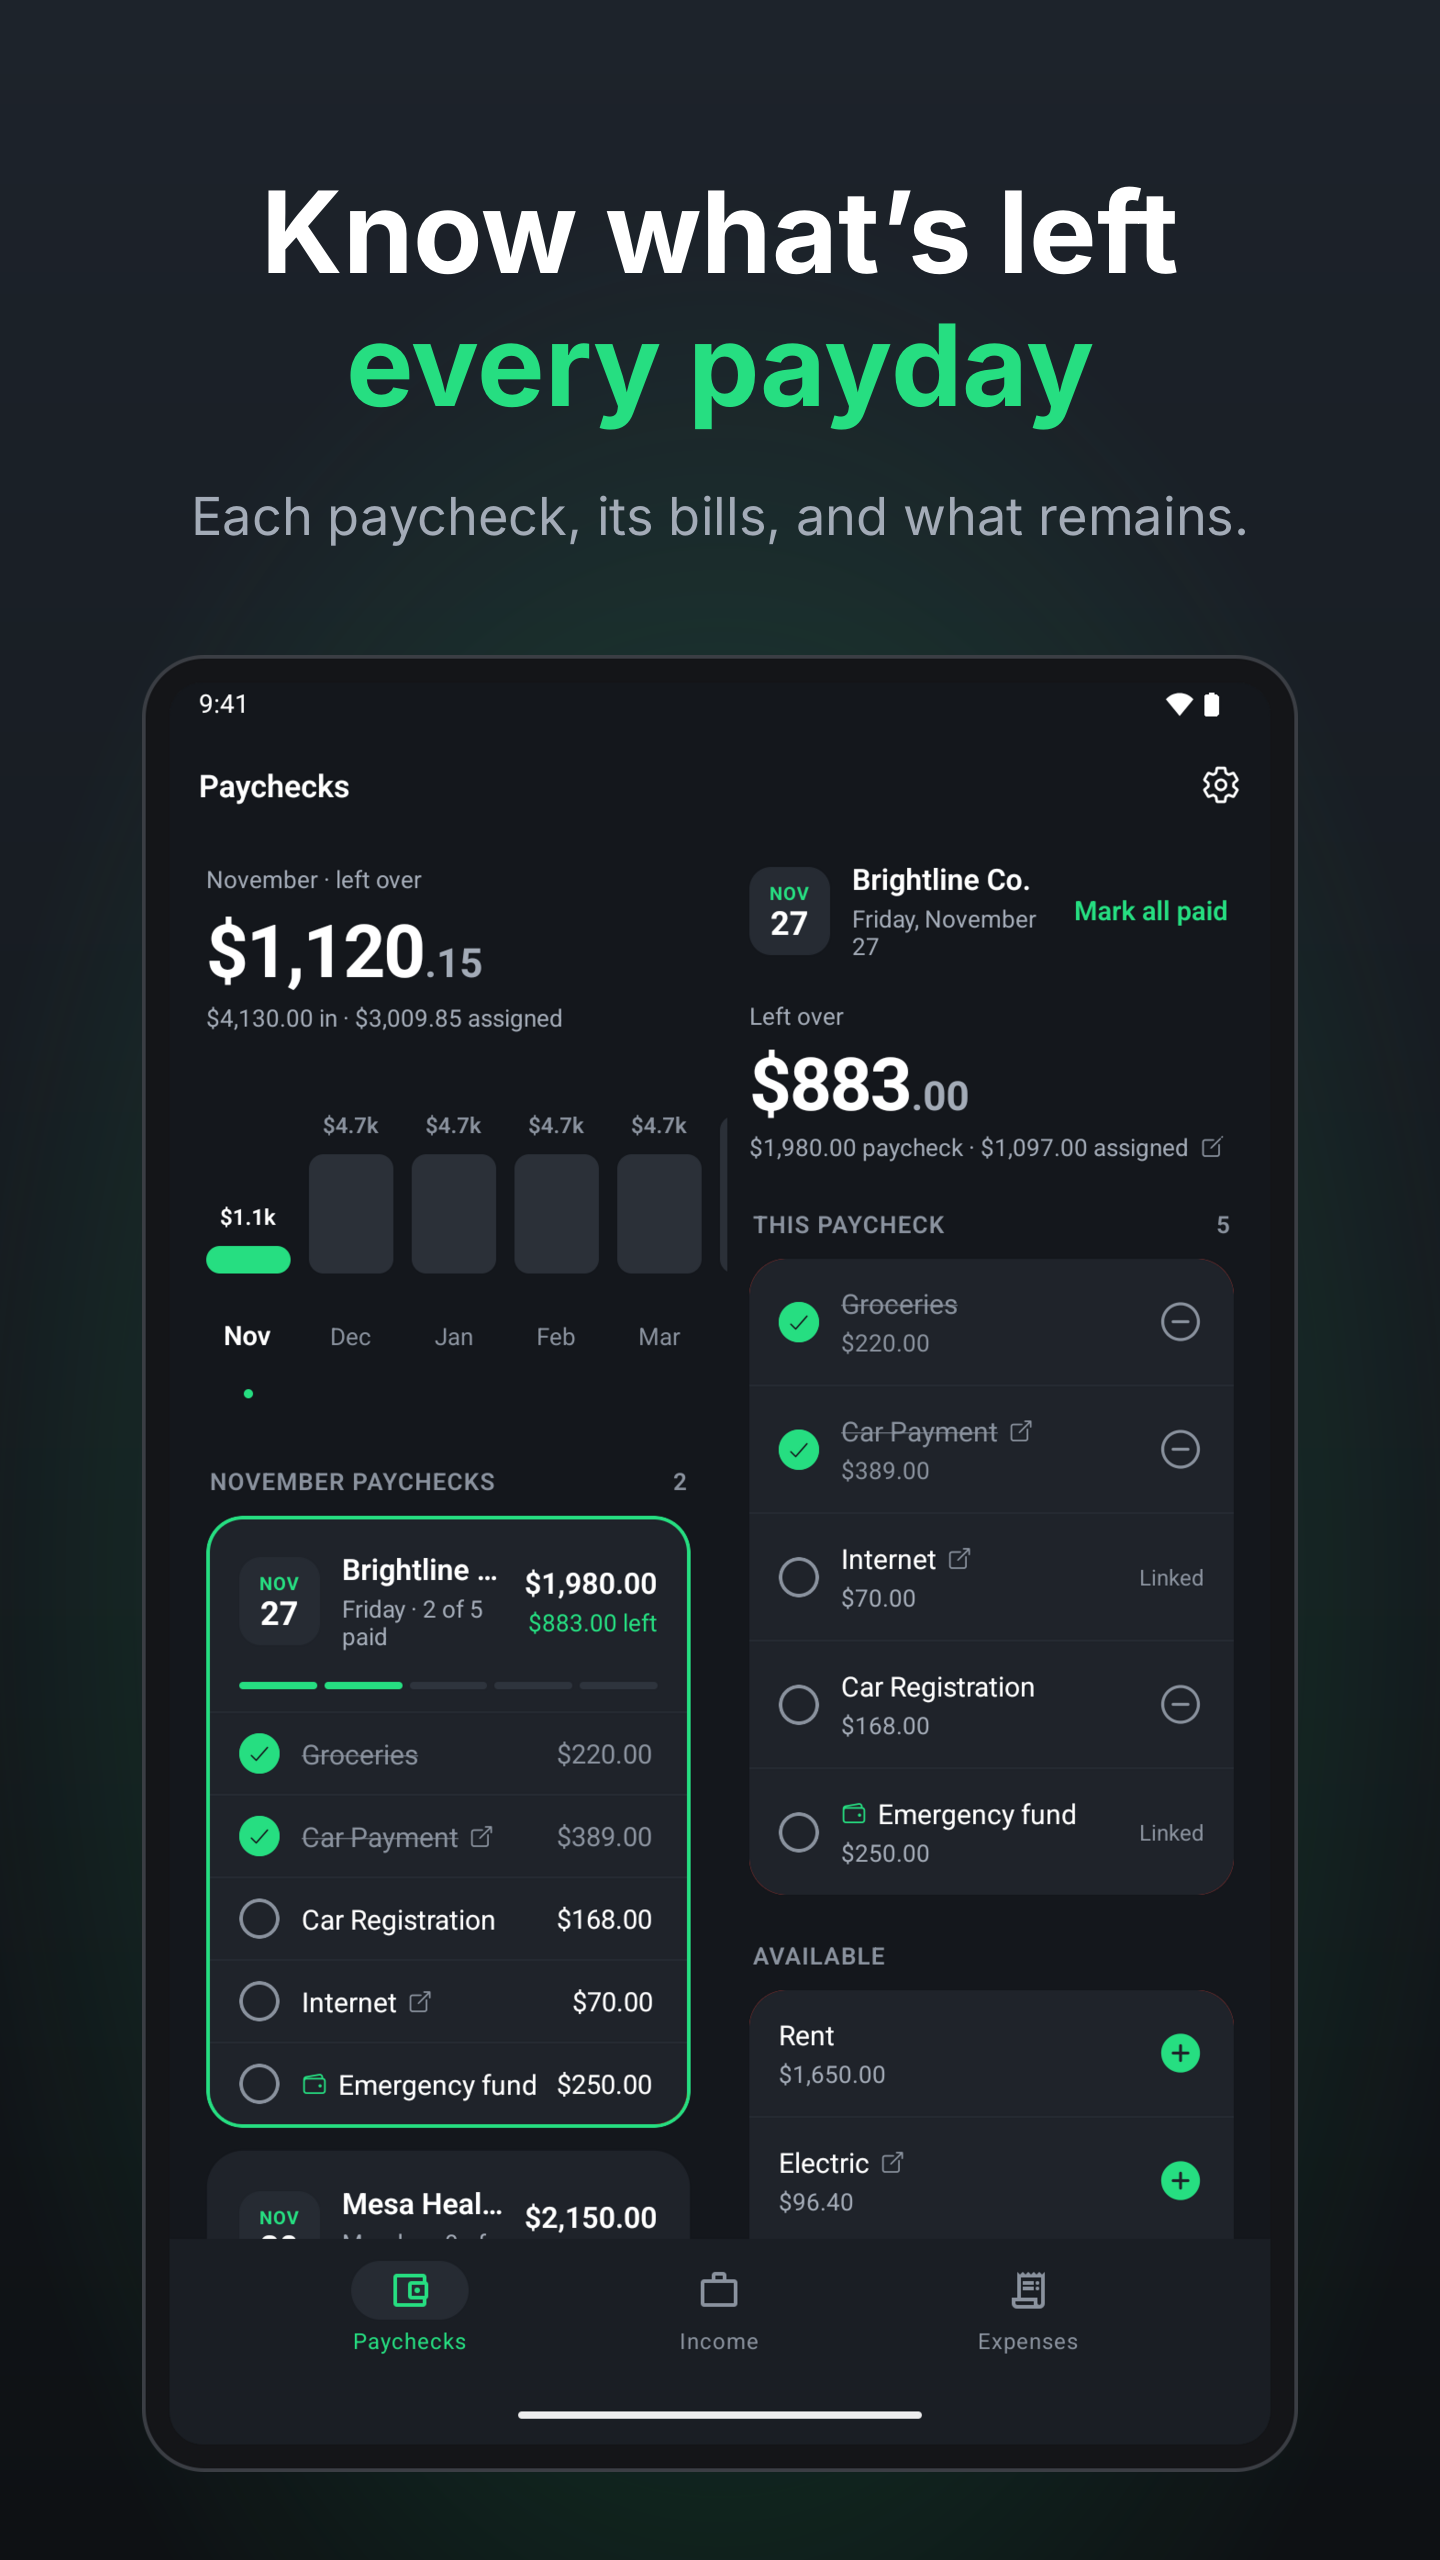 Know what's left
every payday
Each paycheck, its bills, and what remains.
9:41
Paychecks
November · left over
$1,120.15
$4,130.00 in · $3,009.85 assigned
$4.7k $4.7k $4.7k $4.7k
$1.1k
Nov Dec Jan Feb Mar
NOVEMBER PAYCHECKS 2
NOV
27
Brightline ...
Friday · 2 of 5
paid
$1,980.00
$883.00 left
Groceries $220.00
Car Payment $389.00
Car Registration $168.00
Internet $70.00
Emergency fund $250.00
NOV
Mesa Heal...
$2,150.00
NOV
27
Brightline Co.
Friday, November
27
Mark all paid
Left over
$883.00
$1,980.00 paycheck · $1,097.00 assigned
THIS PAYCHECK 5
Groceries
$220.00
Car Payment
$389.00
Internet
$70.00
Linked
Car Registration
$168.00
Emergency fund
$250.00
Linked
AVAILABLE
Rent
$1,650.00
Electric
$96.40
Paychecks Income Expenses